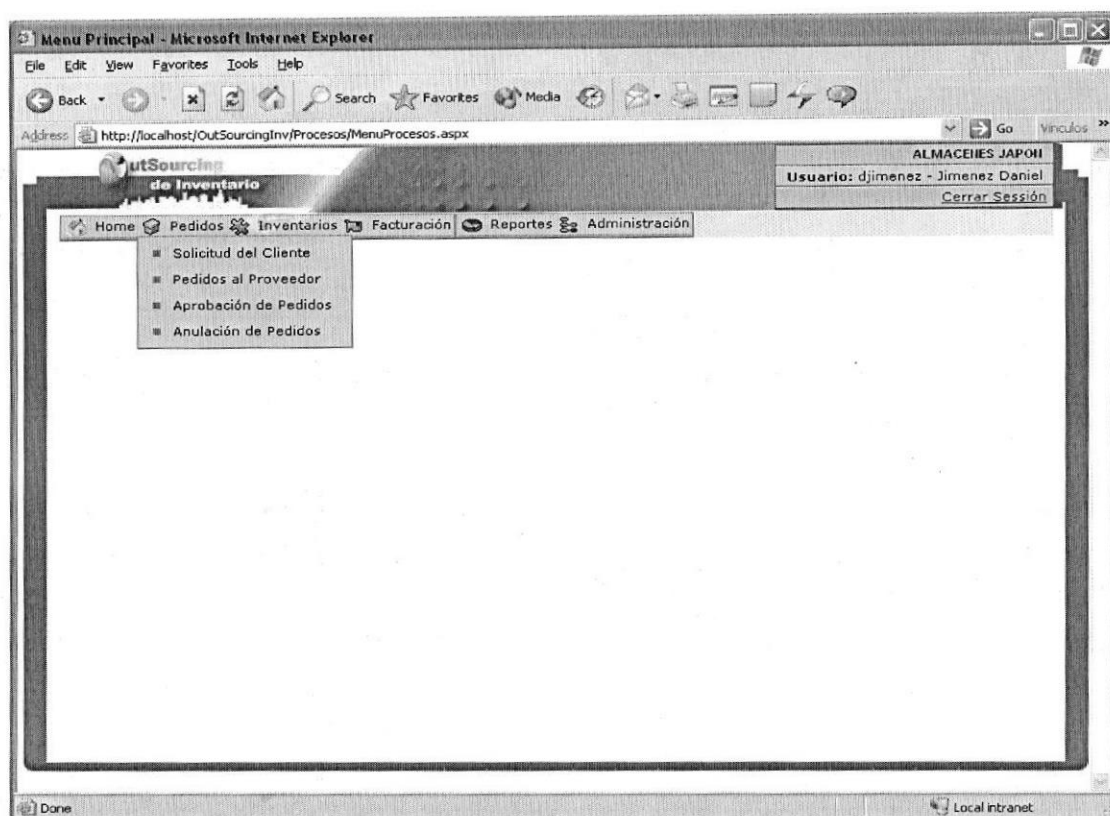 Menu Principal - Microsoft Internet Explorer
File Edit View Favorites Tools Help
Back Search Favorites Media
Address http://localhost/OutSourcingInv/Procesos/MenuProcesos.aspx Go Vinculos »
OutSourcing
de Inventario
ALMACENES JAPON
Usuario: djimenez - Jimenez Daniel
Cerrar Sessión
Home Pedidos Inventarios Facturación Reportes Administración
Solicitud del Cliente
Pedidos al Proveedor
Aprobación de Pedidos
Anulación de Pedidos
Done Local intranet